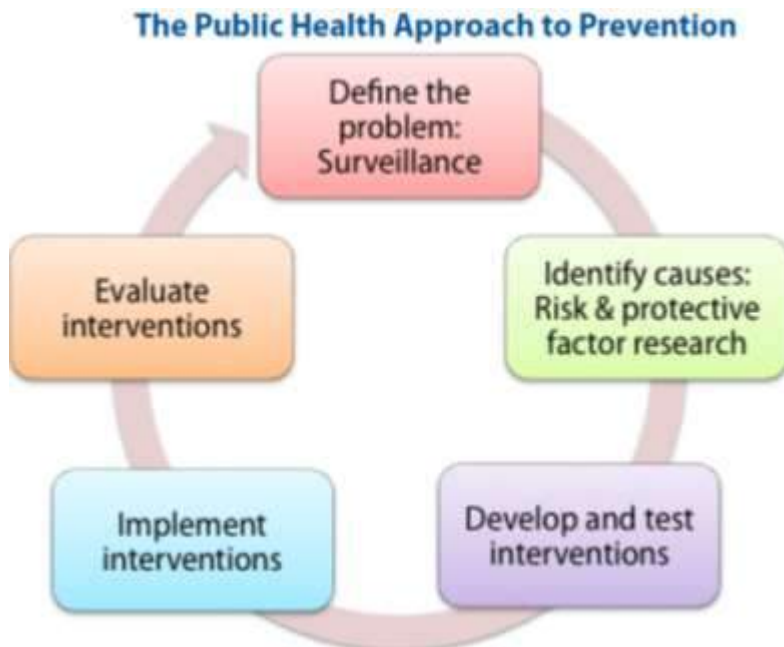 The Public Health Approach to Prevention
Define the
problem:
Surveillance
Identify causes:
Risk & protective
factor research
Develop and test
interventions
Implement
interventions
Evaluate
interventions